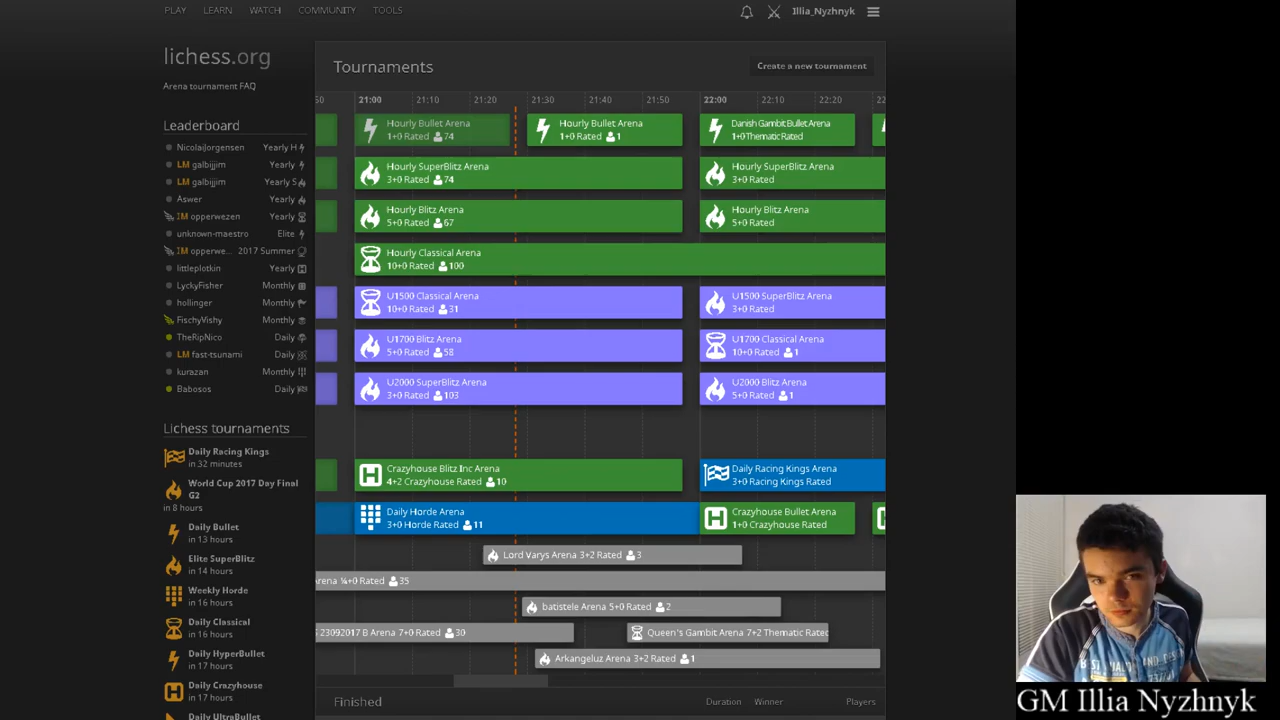 PLAY LEARN WATCH COMMUNITY TOOLS Illia_Nyzhnyk
lichess.org
Arena tournament FAQ
Leaderboard
NicolaiJorgensen Yearly H
LM galbijjim Yearly
LM galbijjim Yearly S
Aswer Yearly
IM opperwezen Yearly
unknown-maestro Elite
IM opperwe... 2017 Summer
littleplotkin Yearly
LyckyFisher Monthly
hollinger Monthly
FischyVishy Monthly
TheRipNico Daily
LM fast-tsunami Daily
kurazan Monthly
Babosos Daily
Lichess tournaments
Daily Racing Kings
in 32 minutes
World Cup 2017 Day Final
G2
in 8 hours
Daily Bullet
in 13 hours
Elite SuperBlitz
in 14 hours
Weekly Horde
in 16 hours
Daily Classical
in 16 hours
Daily HyperBullet
in 17 hours
Daily Crazyhouse
in 17 hours
Daily UltraBullet
Tournaments
Create a new tournament
50 21:00 21:10 21:20 21:30 21:40 21:50 22:00 22:10 22:20 22
Hourly Bullet Arena
1+0 Rated 74
Hourly Bullet Arena
1+0 Rated 1
Danish Gambit Bullet Arena
1+0 Thematic Rated
Hourly SuperBlitz Arena
3+0 Rated 74
Hourly SuperBlitz Arena
3+0 Rated
Hourly Blitz Arena
5+0 Rated 67
Hourly Blitz Arena
5+0 Rated
Hourly Classical Arena
10+0 Rated 100
U1500 Classical Arena
10+0 Rated 31
U1500 SuperBlitz Arena
3+0 Rated
U1700 Blitz Arena
5+0 Rated 58
U1700 Classical Arena
10+0 Rated 1
U2000 SuperBlitz Arena
3+0 Rated 103
U2000 Blitz Arena
5+0 Rated 1
Crazyhouse Blitz Inc Arena
4+2 Crazyhouse Rated 10
Daily Racing Kings Arena
3+0 Racing Kings Rated
Daily Horde Arena
3+0 Horde Rated 11
Crazyhouse Bullet Arena
1+0 Crazyhouse Rated
Lord Varys Arena 3+2 Rated 3
Arena ¼+0 Rated 35
batistele Arena 5+0 Rated 2
23092017 B Arena 7+0 Rated 30
Queen's Gambit Arena 7+2 Thematic Rated
Arkangeluz Arena 3+2 Rated 1
Finished Duration Winner Players
GM Illia Nyzhnyk